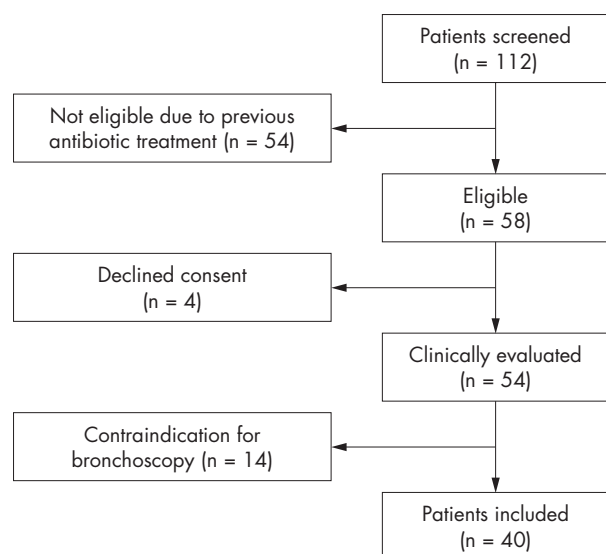 Patients screened
(n = 112)
Not eligible due to previous
antibiotic treatment (n = 54)
Eligible
(n = 58)
Declined consent
(n = 4)
Clinically evaluated
(n = 54)
Contraindication for
bronchoscopy (n = 14)
Patients included
(n = 40)